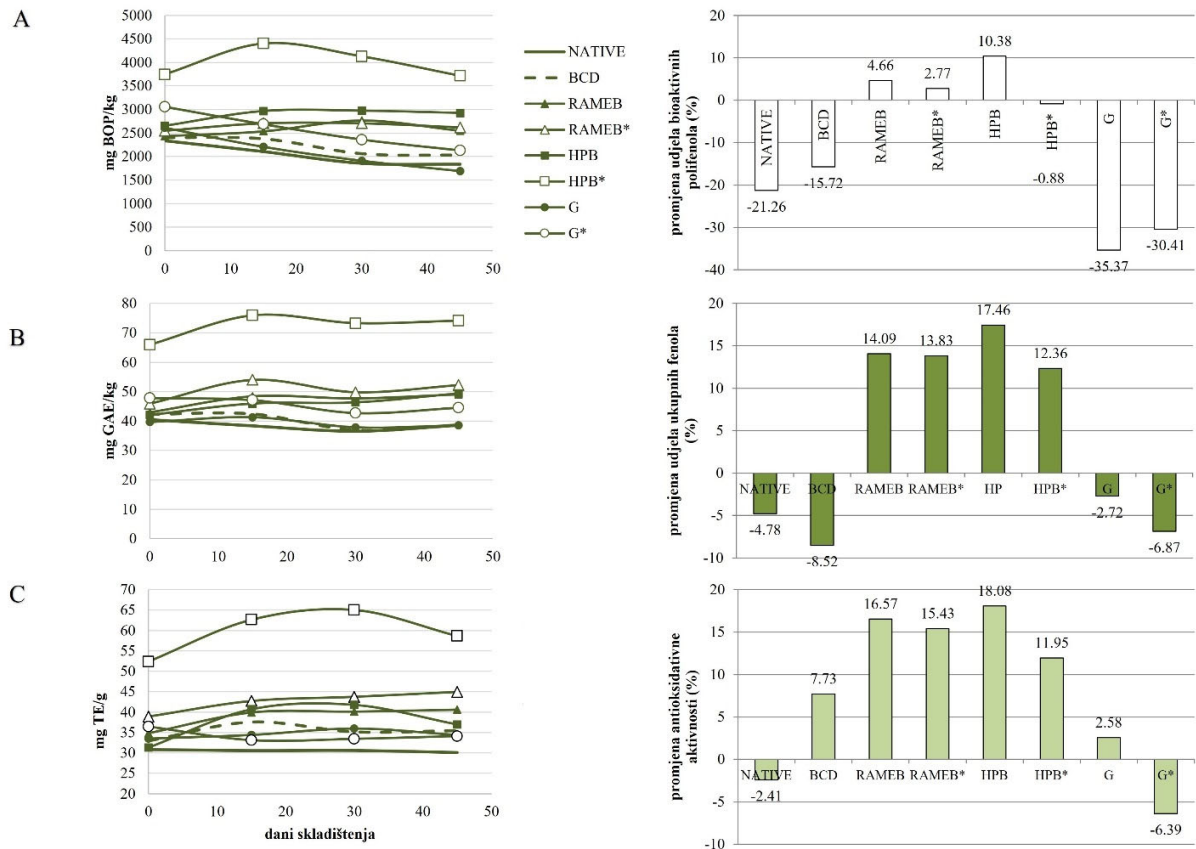 A
mg BOP/kg
5000
4500
4000
3500
3000
2500
2000
1500
1000
500
0
0 10 20 30 40 50
NATIVE
BCD
RAMEB
RAMEB*
HPB
HPB*
G
G*
promjena udjela bioaktivnih
polifenola (%)
20
10
0
-10
-20
-30
-40
NATIVE BCD RAMEB RAMEB* HPB HPB* G G*
-21.26 -15.72 4.66 2.77 10.38 -0.88 -35.37 -30.41
B
mg GAE/kg
80
70
60
50
40
30
20
10
0
0 10 20 30 40 50
promjena udjela ukupnih fenola
(%)
20
15
10
5
0
-5
-10
NATIVE BCD RAMEB RAMEB* HP HPB* G G*
-4.78 -8.52 14.09 13.83 17.46 12.36 -2.72 -6.87
C
mg TE/g
70
65
60
55
50
45
40
35
30
25
20
0 10 20 30 40 50
dani skladištenja
promjena antioksidativne
aktivnosti (%)
20
15
10
5
0
-5
-10
NATIVE BCD RAMEB RAMEB* HPB HPB* G G*
-2.41 7.73 16.57 15.43 18.08 11.95 2.58 -6.39